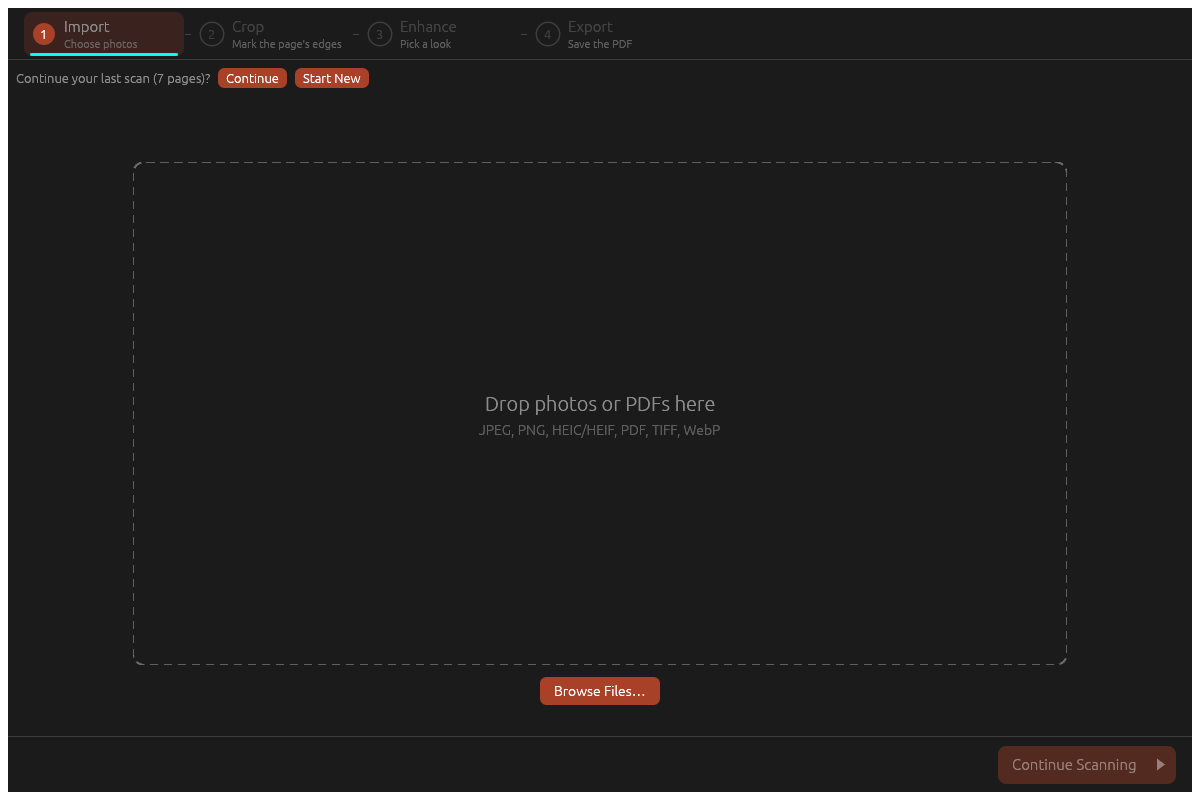 1 Import
Choose photos
2 Crop
Mark the page's edges
3 Enhance
Pick a look
4 Export
Save the PDF
Continue your last scan (7 pages)? Continue Start New
Drop photos or PDFs here
JPEG, PNG, HEIC/HEIF, PDF, TIFF, WebP
Browse Files...
Continue Scanning